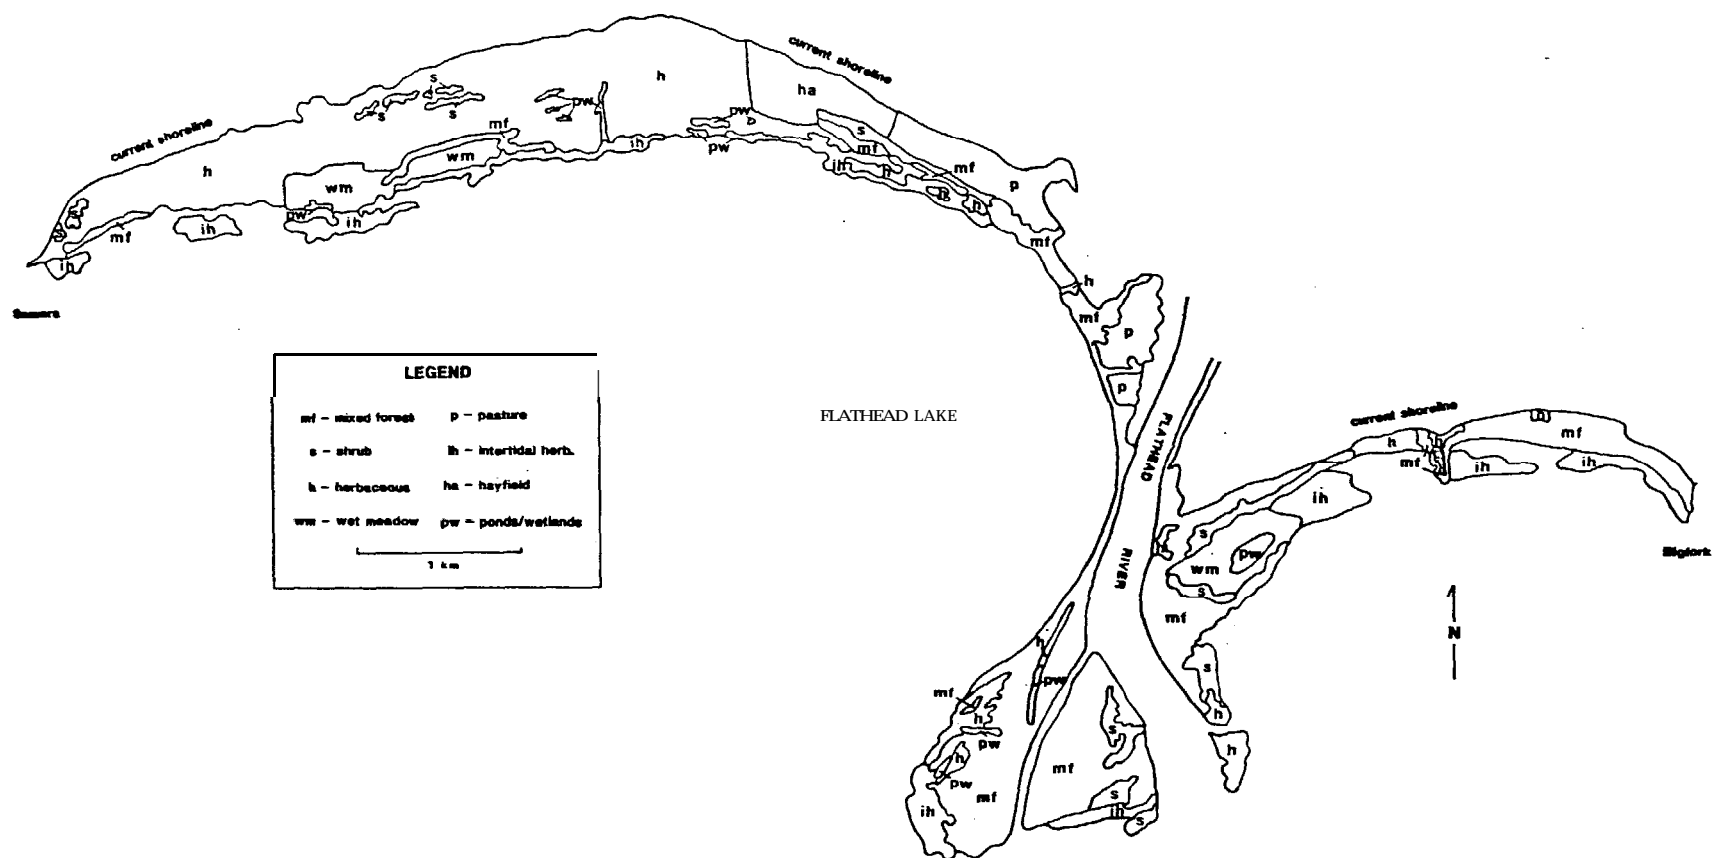 current shoreline
h
ha
s
s
s
pw
pw
current shoreline
mf
s
mf
ih
pw
wm
mf
h
wm
ih
h
h
h
p
pw
ih
mf
ih
mf
s
s
ih
h
Somers
mf
p
p
LEGEND
mf – mixed forest
p – pasture
s – shrub
ih – intertidal herb.
h – herbaceous
ha – hayfield
wm – wet meadow
pw – ponds/wetlands
1 km
FLATHEAD LAKE
FLATHEAD
RIVER
current shoreline
h
h
h
mf
mf
ih
ih
ih
s
pw
wm
s
Bigfork
mf
N
h
pw
s
h
mf
h
pw
h
pw
mf
ih
s
mf
s
ih
s
h